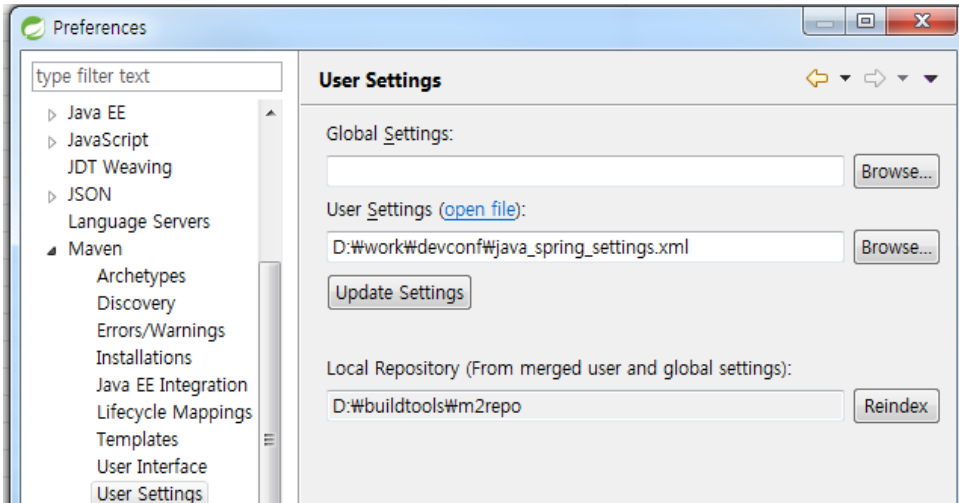 Preferences
type filter text
Java EE
JavaScript
JDT Weaving
JSON
Language Servers
Maven
Archetypes
Discovery
Errors/Warnings
Installations
Java EE Integration
Lifecycle Mappings
Templates
User Interface
User Settings
User Settings
Global Settings:
Browse...
User Settings (open file):
D:₩work₩devconf₩java_spring_settings.xml
Browse...
Update Settings
Local Repository (From merged user and global settings):
D:₩buildtools₩m2repo
Reindex